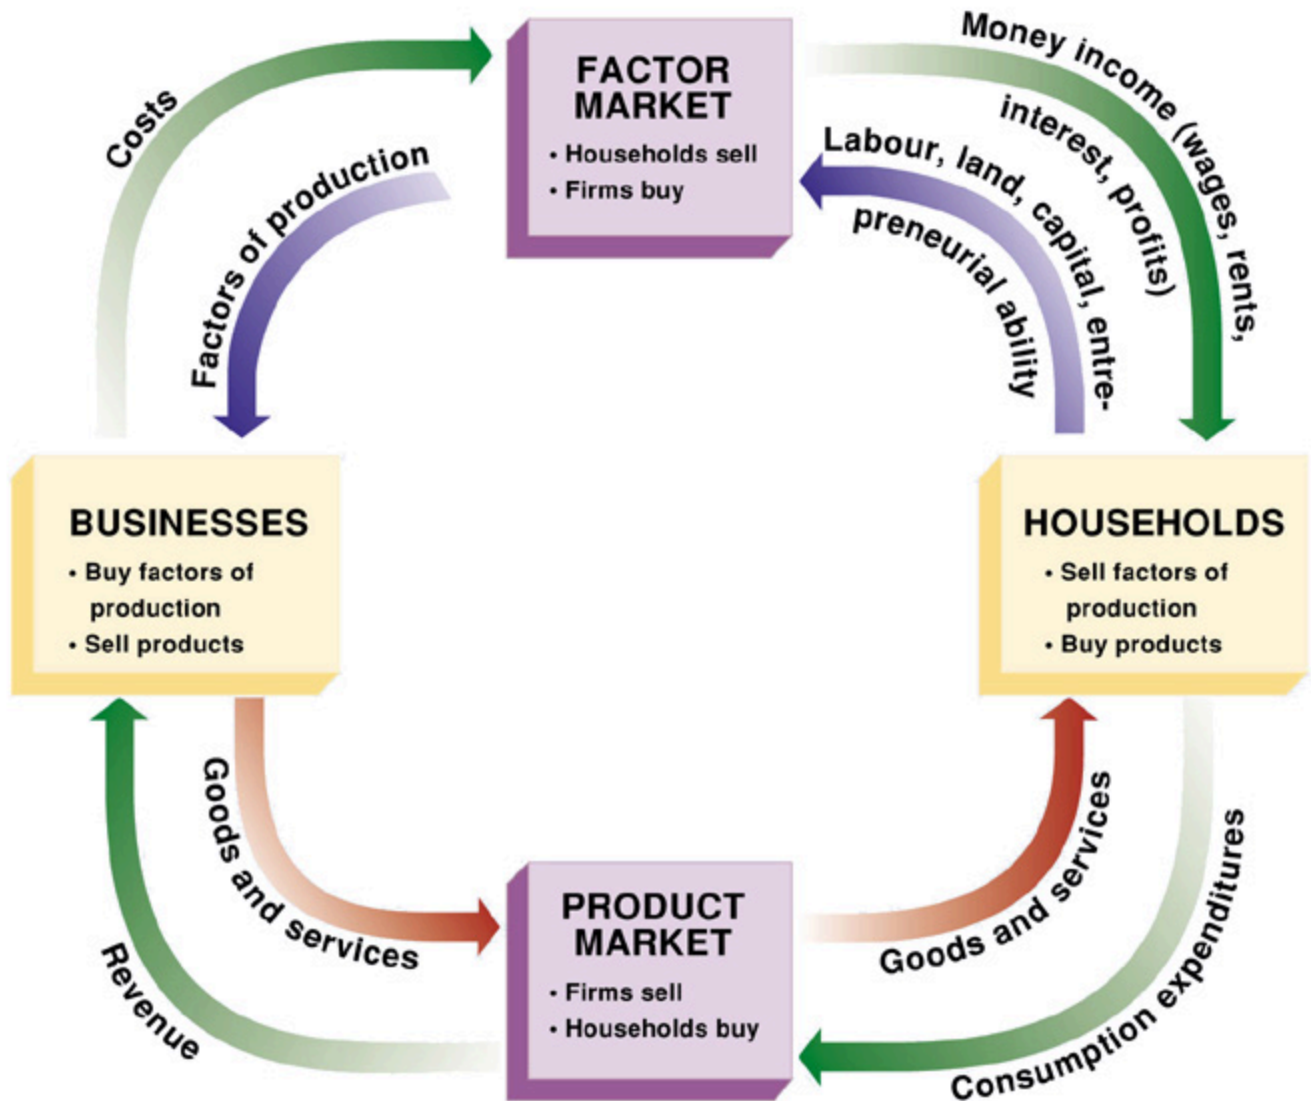 FACTOR
MARKET
• Households sell
• Firms buy
Costs
Factors of production
Money income (wages, rents,
interest, profits)
Labour, land, capital, entre-
preneurial ability
BUSINESSES
• Buy factors of
production
• Sell products
HOUSEHOLDS
• Sell factors of
production
• Buy products
Goods and services
Revenue
PRODUCT
MARKET
• Firms sell
• Households buy
Goods and services
Consumption expenditures